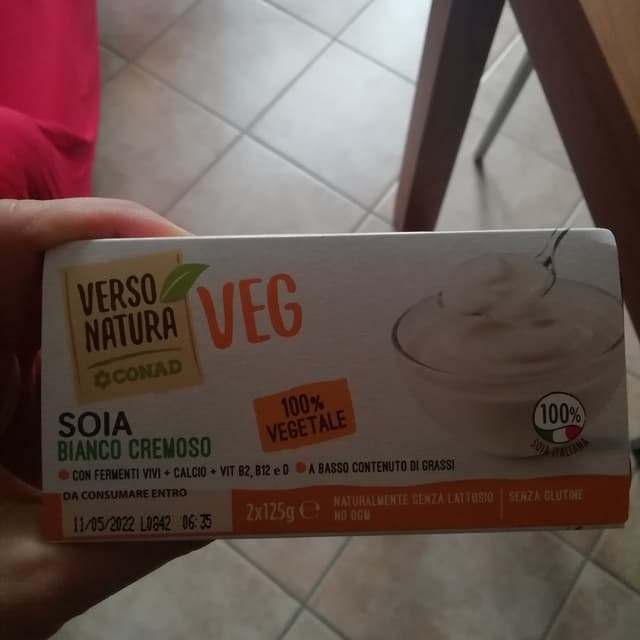 VERSO
NATURA
CONAD
VEG
100%
VEGETALE
SOIA
BIANCO CREMOSO
CON FERMENTI VIVI + CALCIO + VIT B2, B12 e D A BASSO CONTENUTO DI GRASSI
DA CONSUMARE ENTRO
11/05/2022 L0842 06:35
2x125g ℮
NATURALMENTE SENZA LATTOSIO
NO OGM
SENZA GLUTINE
100%
SOIA ITALIANA